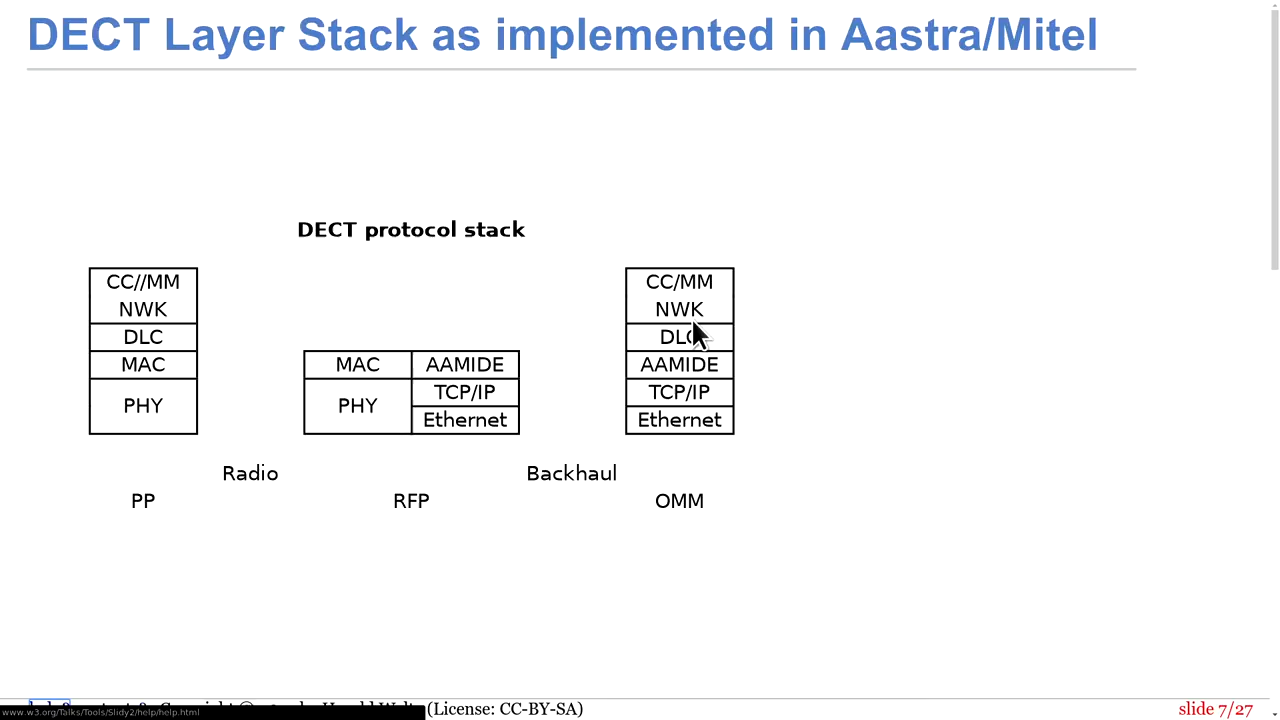 DECT Layer Stack as implemented in Aastra/Mitel
DECT protocol stack
CC//MM
NWK
DLC
MAC
PHY
MAC
PHY
AAMIDE
TCP/IP
Ethernet
CC/MM
NWK
DLC
AAMIDE
TCP/IP
Ethernet
Radio
Backhaul
PP
RFP
OMM
(License: CC-BY-SA)
slide 7/27
www.w3.org/Talks/Tools/Slidy2/help/help.html